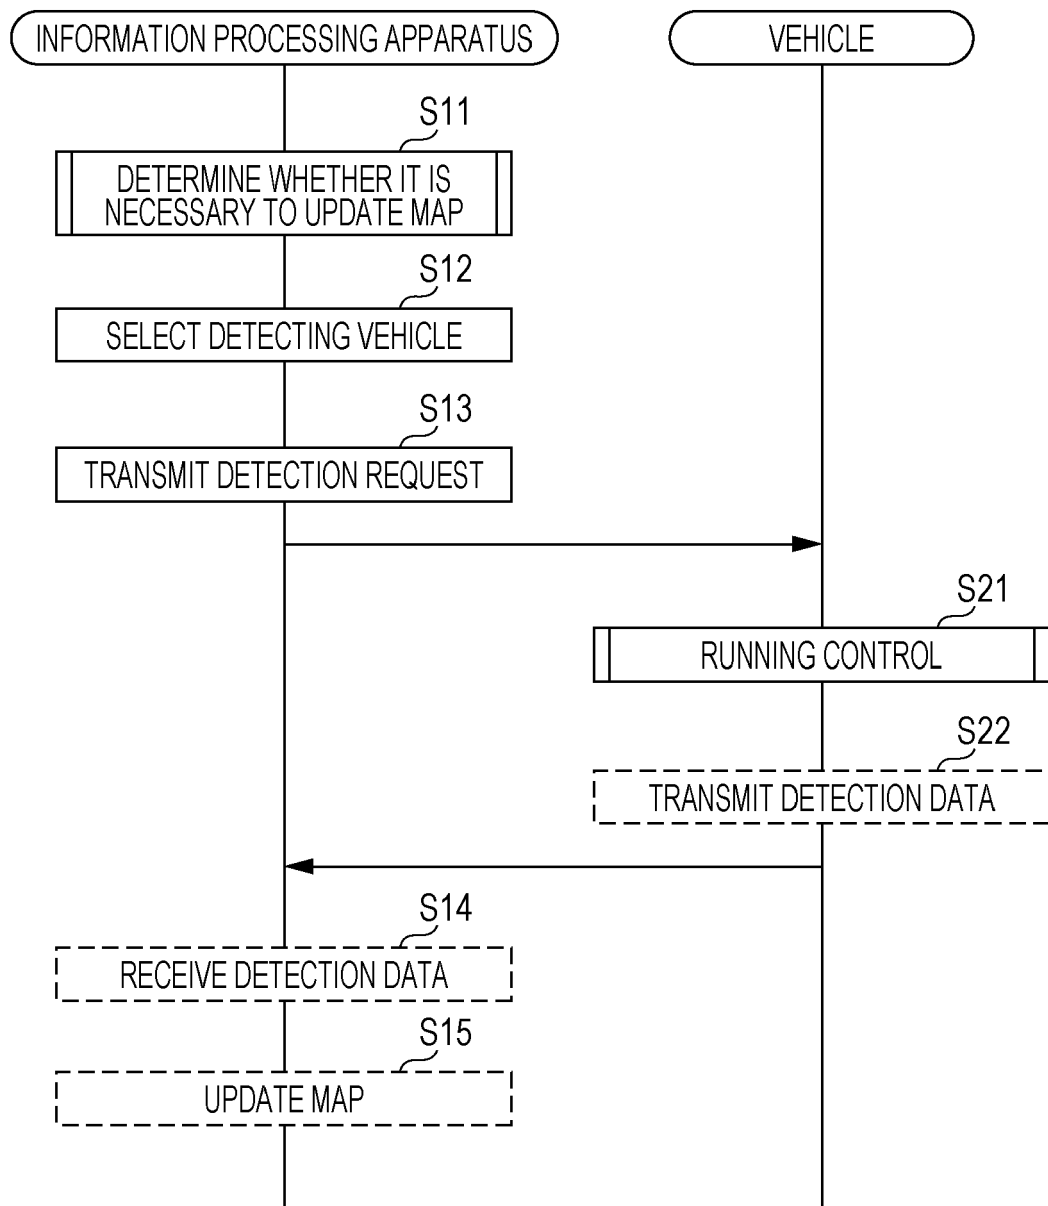 INFORMATION PROCESSING APPARATUS
VEHICLE
S11
DETERMINE WHETHER IT IS
NECESSARY TO UPDATE MAP
S12
SELECT DETECTING VEHICLE
S13
TRANSMIT DETECTION REQUEST
S21
RUNNING CONTROL
S22
TRANSMIT DETECTION DATA
S14
RECEIVE DETECTION DATA
S15
UPDATE MAP